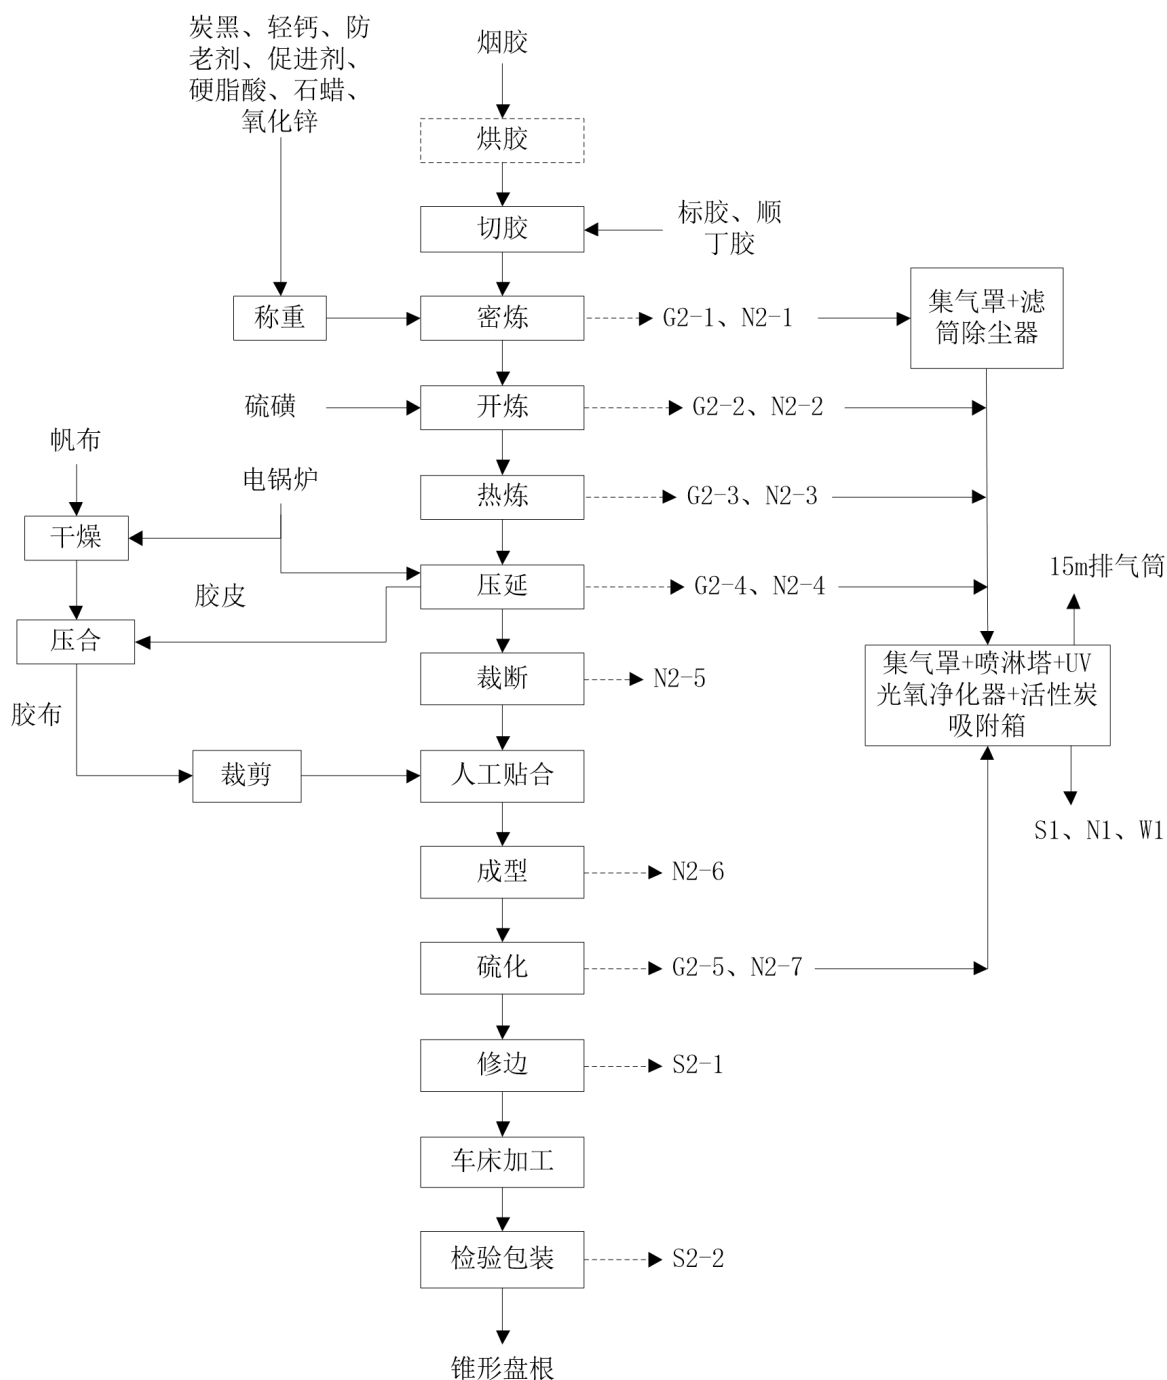 炭黑、轻钙、防
老剂、促进剂、
硬脂酸、石蜡、
氧化锌
烟胶
烘胶
切胶
标胶、顺
丁胶
称重
密炼
G2-1、N2-1
集气罩+滤
筒除尘器
硫磺
开炼
G2-2、N2-2
帆布
电锅炉
热炼
G2-3、N2-3
干燥
胶皮
压延
G2-4、N2-4
15m排气筒
压合
集气罩+喷淋塔+UV
光氧净化器+活性炭
吸附箱
裁断
N2-5
胶布
裁剪
人工贴合
S1、N1、W1
成型
N2-6
硫化
G2-5、N2-7
修边
S2-1
车床加工
检验包装
S2-2
锥形盘根